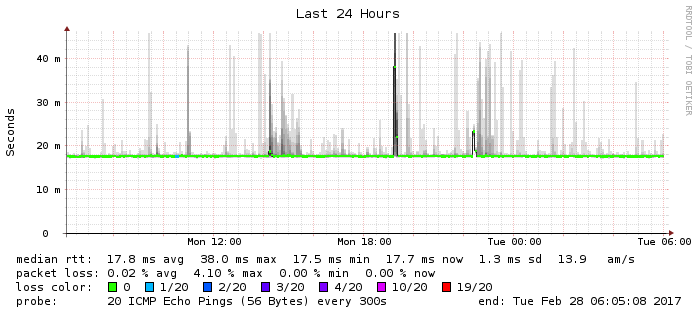 Last 24 Hours
RRDTOOL / TOBI OETIKER
Seconds
40 m
30 m
20 m
10 m
0
Mon 12:00 Mon 18:00 Tue 00:00 Tue 06:00
median rtt: 17.8 ms avg 38.0 ms max 17.5 ms min 17.7 ms now 1.3 ms sd 13.9 am/s
packet loss: 0.02 % avg 4.10 % max 0.00 % min 0.00 % now
loss color: 0 1/20 2/20 3/20 4/20 10/20 19/20
probe: 20 ICMP Echo Pings (56 Bytes) every 300s end: Tue Feb 28 06:05:08 2017